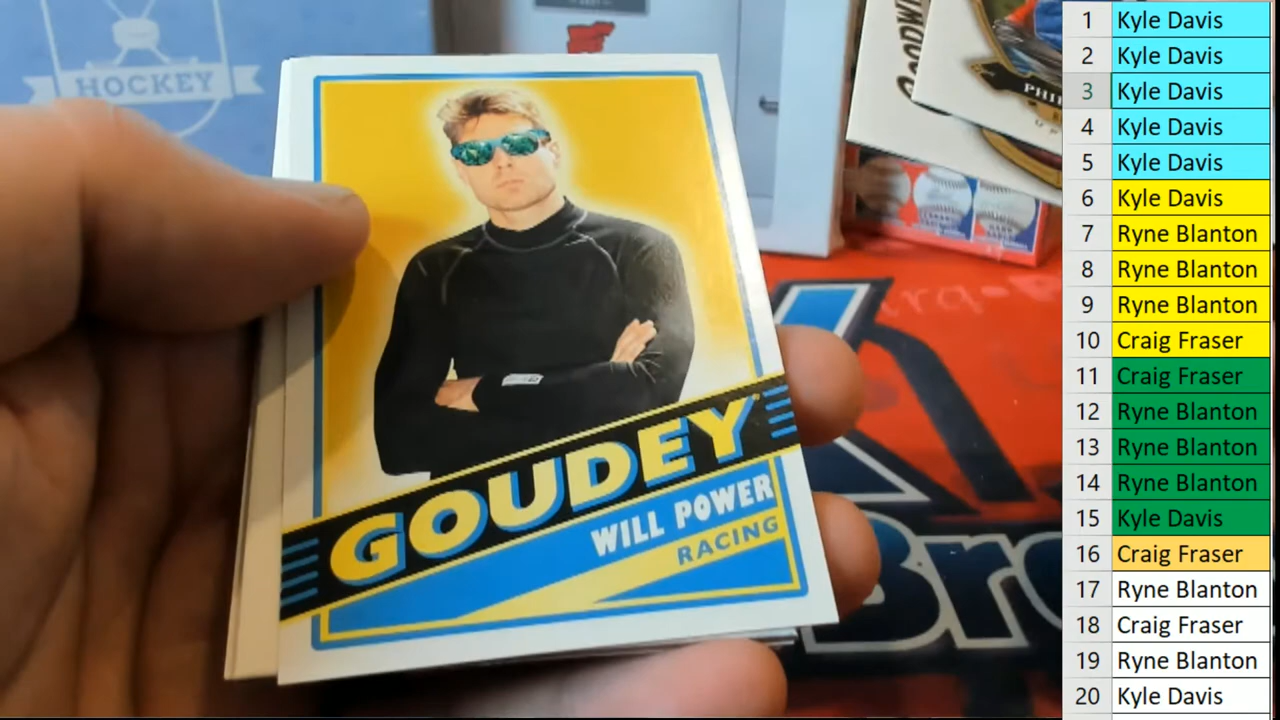 HOCKEY
GOODWI
PHI
GOUDEY
WILL POWER
RACING
Bro
1 Kyle Davis
2 Kyle Davis
3 Kyle Davis
4 Kyle Davis
5 Kyle Davis
6 Kyle Davis
7 Ryne Blanton
8 Ryne Blanton
9 Ryne Blanton
10 Craig Fraser
11 Craig Fraser
12 Ryne Blanton
13 Ryne Blanton
14 Ryne Blanton
15 Kyle Davis
16 Craig Fraser
17 Ryne Blanton
18 Craig Fraser
19 Ryne Blanton
20 Kyle Davis